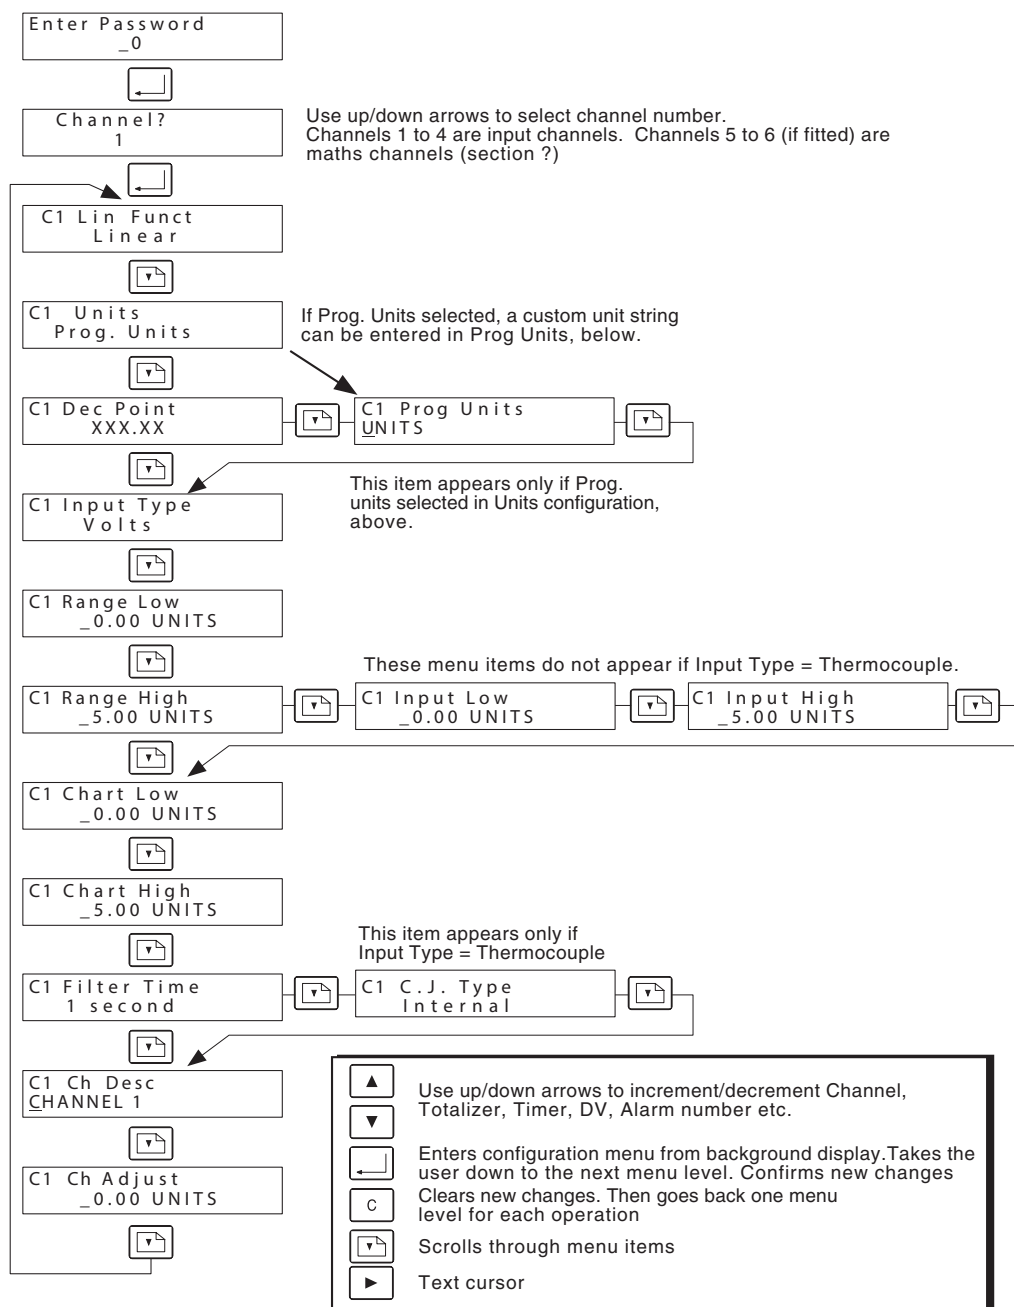 Enter Password
_0
Channel?
1
Use up/down arrows to select channel number.
Channels 1 to 4 are input channels. Channels 5 to 6 (if fitted) are
maths channels (section ?)
C1 Lin Funct
Linear
C1 Units
Prog. Units
If Prog. Units selected, a custom unit string
can be entered in Prog Units, below.
C1 Dec Point
XXX.XX
C1 Prog Units
UNITS
This item appears only if Prog.
units selected in Units configuration,
above.
C1 Input Type
Volts
C1 Range Low
_0.00 UNITS
These menu items do not appear if Input Type = Thermocouple.
C1 Range High
_5.00 UNITS
C1 Input Low
_0.00 UNITS
C1 Input High
_5.00 UNITS
C1 Chart Low
_0.00 UNITS
C1 Chart High
_5.00 UNITS
This item appears only if
Input Type = Thermocouple
C1 Filter Time
1 second
C1 C.J. Type
Internal
C1 Ch Desc
CHANNEL 1
C1 Ch Adjust
_0.00 UNITS
Use up/down arrows to increment/decrement Channel,
Totalizer, Timer, DV, Alarm number etc.
Enters configuration menu from background display.Takes the
user down to the next menu level. Confirms new changes
C
Clears new changes. Then goes back one menu
level for each operation
Scrolls through menu items
Text cursor